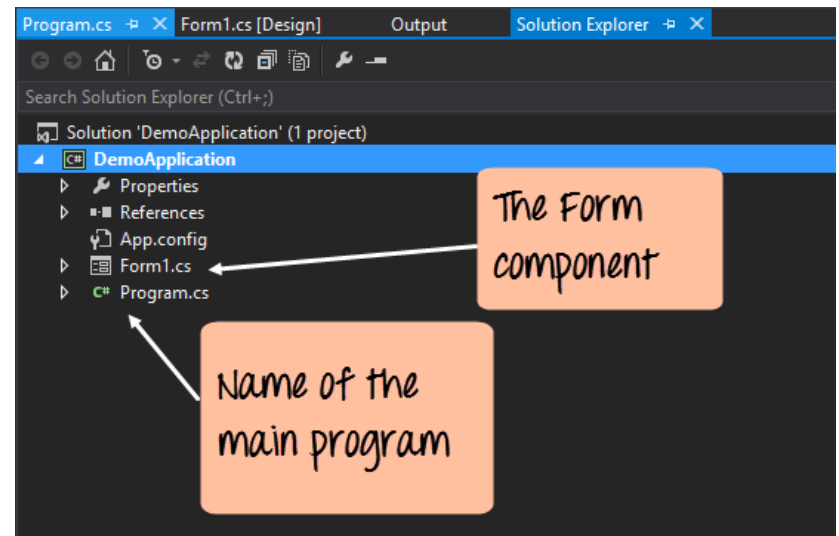 Program.cs Form1.cs [Design] Output Solution Explorer
Search Solution Explorer (Ctrl+;)
Solution 'DemoApplication' (1 project)
C# DemoApplication
Properties
References
App.config
Form1.cs
C# Program.cs
The Form
component
Name of the
main program